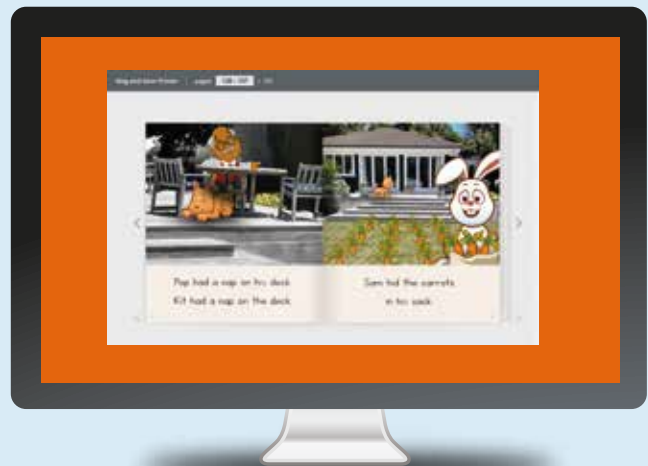 pages
Pop had a nap on his deck.
Kit had a nap on the deck.
Sam hid the carrots
in his sack.